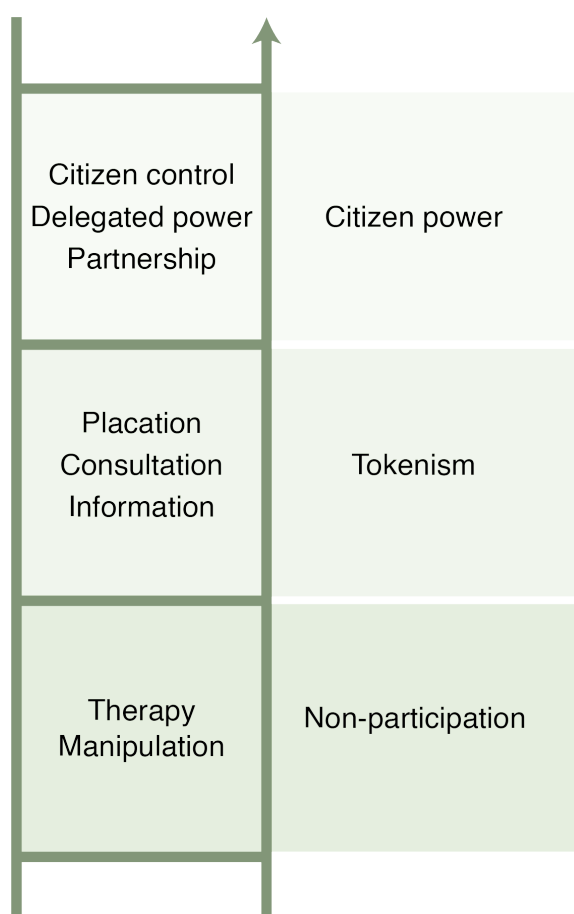 Citizen control
Delegated power
Partnership
Citizen power
Placation
Consultation
Information
Tokenism
Therapy
Manipulation
Non-participation